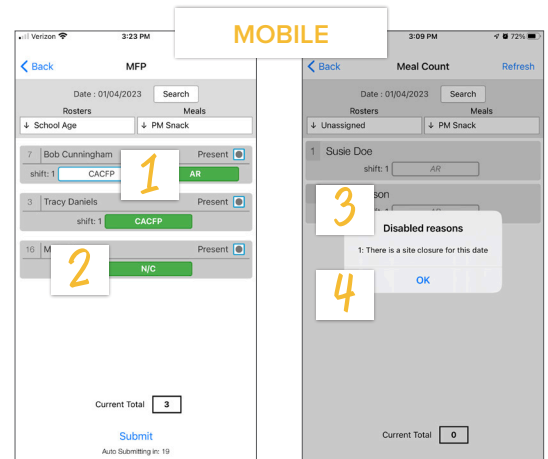 MOBILE
Verizon 3:23 PM
Back MFP
Date : 01/04/2023 Search
Rosters Meals
↓ School Age ↓ PM Snack
7 Bob Cunningham Present
shift: 1 CACFP AR
1
3 Tracy Daniels Present
shift: 1 CACFP
16 M Present
N/C
2
Current Total 3
Submit
Auto Submitting in: 19
3:09 PM 72%
Back Meal Count Refresh
Date : 01/04/2023 Search
Rosters Meals
↓ Unassigned ↓ PM Snack
1 Susie Doe
shift: 1 AR
3
son
Disabled reasons
1: There is a site closure for this date
4
OK
Current Total 0